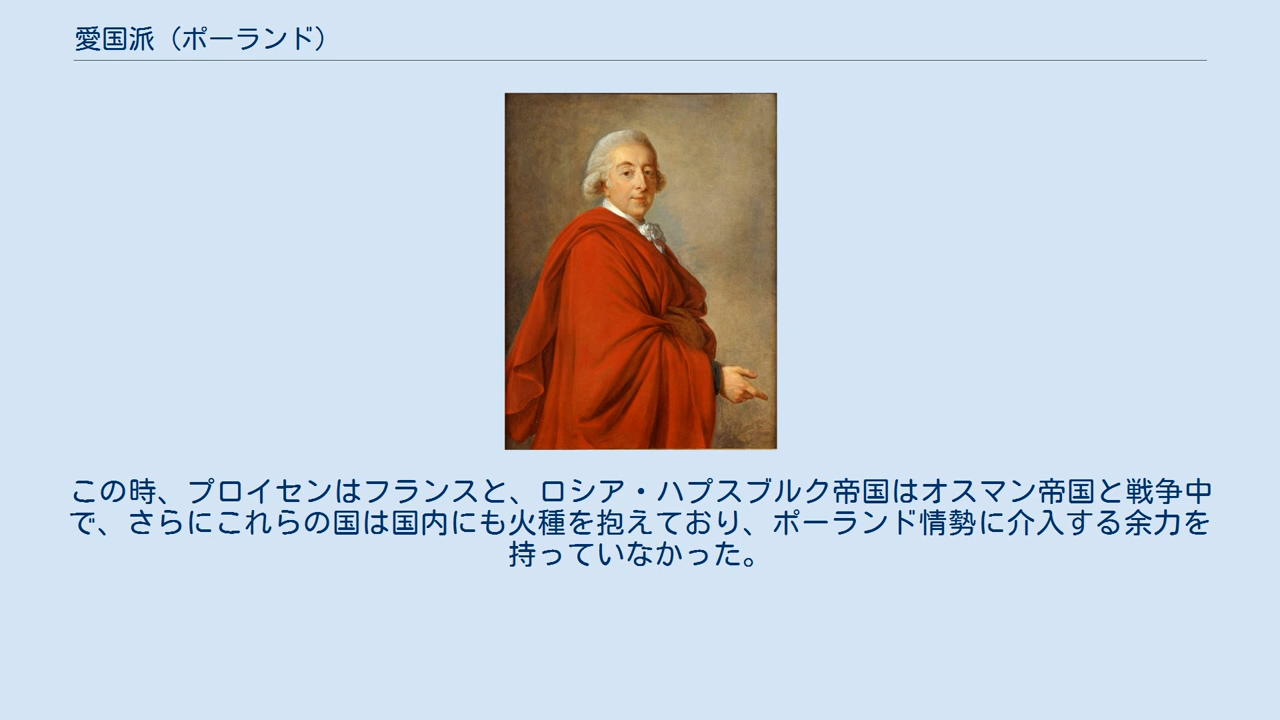 愛国派（ポーランド）
この時、プロイセンはフランスと、ロシア・ハプスブルク帝国はオスマン帝国と戦争中
で、さらにこれらの国は国内にも火種を抱えており、ポーランド情勢に介入する余力を
持っていなかった。